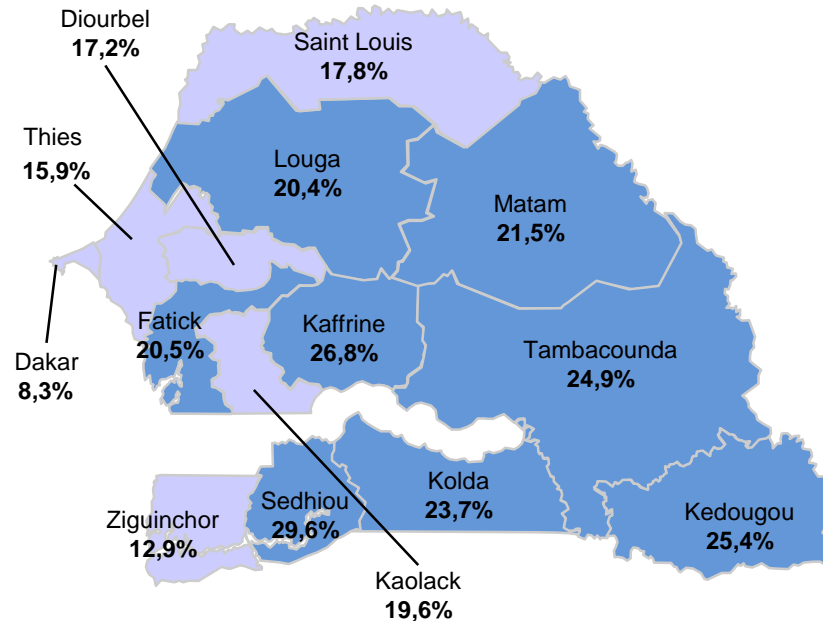 Diourbel
17,2%
Saint Louis
17,8%
Thies
15,9%
Louga
20,4%
Matam
21,5%
Fatick
20,5%
Kaffrine
26,8%
Tambacounda
24,9%
Dakar
8,3%
Kolda
23,7%
Sedhiou
29,6%
Kedougou
25,4%
Ziguinchor
12,9%
Kaolack
19,6%